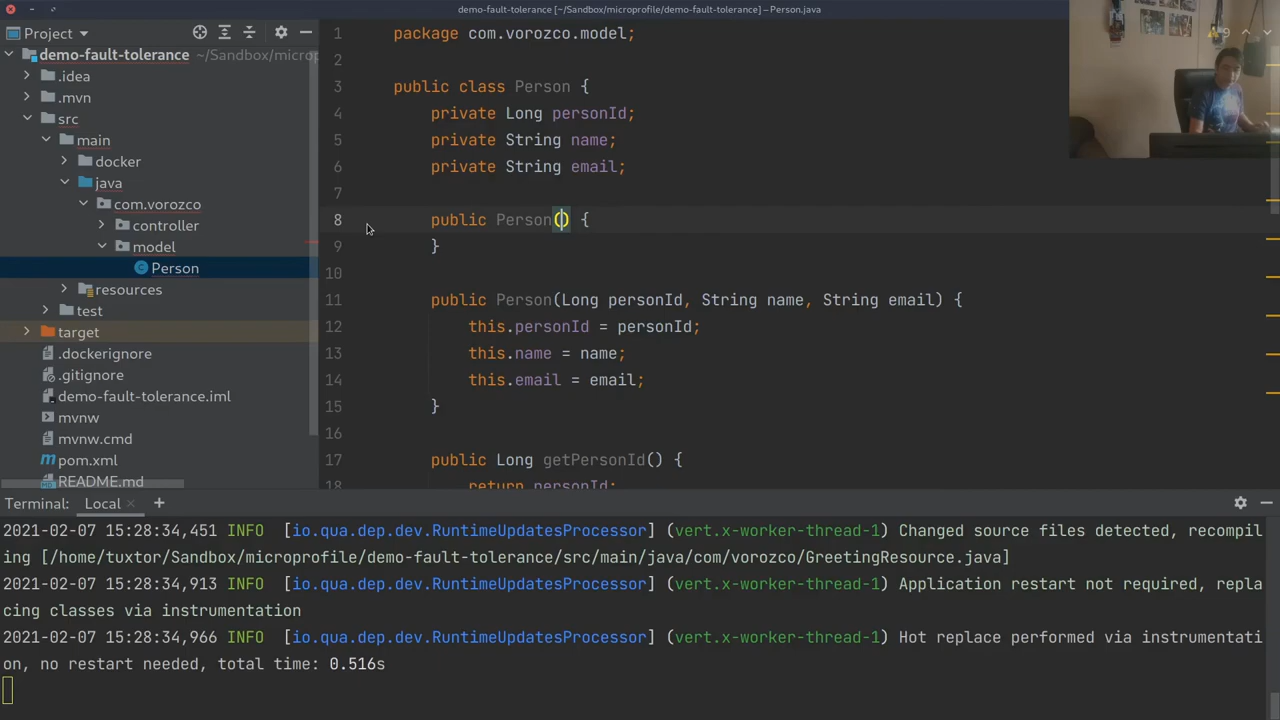 demo-fault-tolerance [~/Sandbox/microprofile/demo-fault-tolerance] – Person.java
Project
demo-fault-tolerance ~/Sandbox/microp
.idea
.mvn
src
main
docker
java
com.vorozco
controller
model
Person
resources
test
target
.dockerignore
.gitignore
demo-fault-tolerance.iml
mvnw
mvnw.cmd
pom.xml
README.md
9
1 package com.vorozco.model;
2
3 public class Person {
4 private Long personId;
5 private String name;
6 private String email;
7
8 public Person() {
9 }
10
11 public Person(Long personId, String name, String email) {
12 this.personId = personId;
13 this.name = name;
14 this.email = email;
15 }
16
17 public Long getPersonId() {
18 return personId;
Terminal: Local × +
2021-02-07 15:28:34,451 INFO [io.qua.dep.dev.RuntimeUpdatesProcessor] (vert.x-worker-thread-1) Changed source files detected, recompil
ing [/home/tuxtor/Sandbox/microprofile/demo-fault-tolerance/src/main/java/com/vorozco/GreetingResource.java]
2021-02-07 15:28:34,913 INFO [io.qua.dep.dev.RuntimeUpdatesProcessor] (vert.x-worker-thread-1) Application restart not required, repla
cing classes via instrumentation
2021-02-07 15:28:34,966 INFO [io.qua.dep.dev.RuntimeUpdatesProcessor] (vert.x-worker-thread-1) Hot replace performed via instrumentati
on, no restart needed, total time: 0.516s